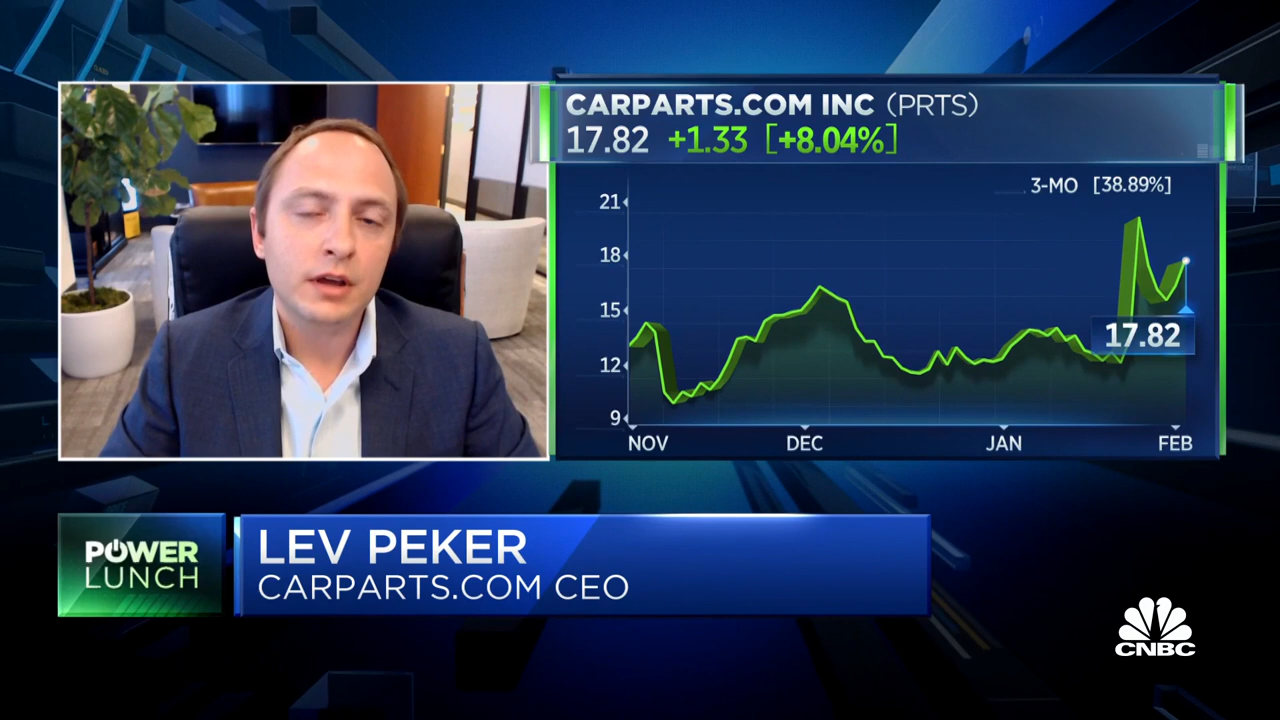 CARPARTS.COM INC (PRTS)
17.82 +1.33 [+8.04%]
3-MO [38.89%]
21
18
15
12
9
17.82
NOV DEC JAN FEB
POWER
LUNCH
LEV PEKER
CARPARTS.COM CEO
CNBC